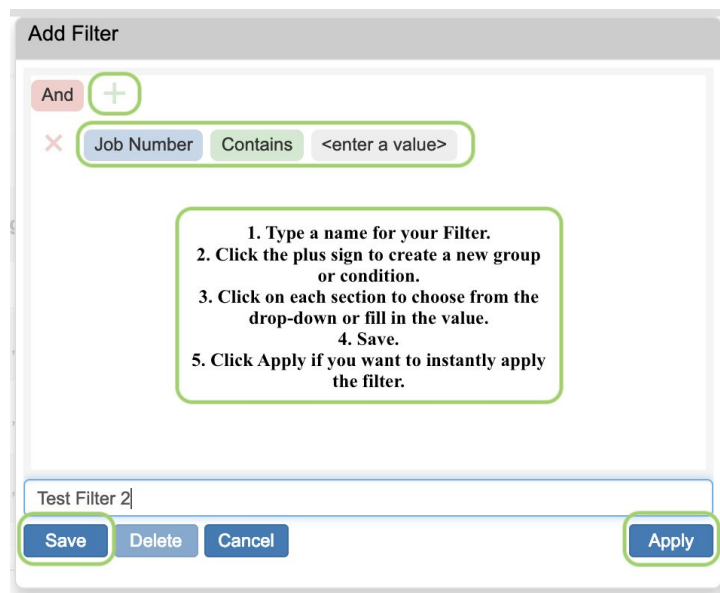 Add Filter
And +
× Job Number Contains <enter a value>
1. Type a name for your Filter.
2. Click the plus sign to create a new group
or condition.
3. Click on each section to choose from the
drop-down or fill in the value.
4. Save.
5. Click Apply if you want to instantly apply
the filter.
Test Filter 2
Save Delete Cancel Apply